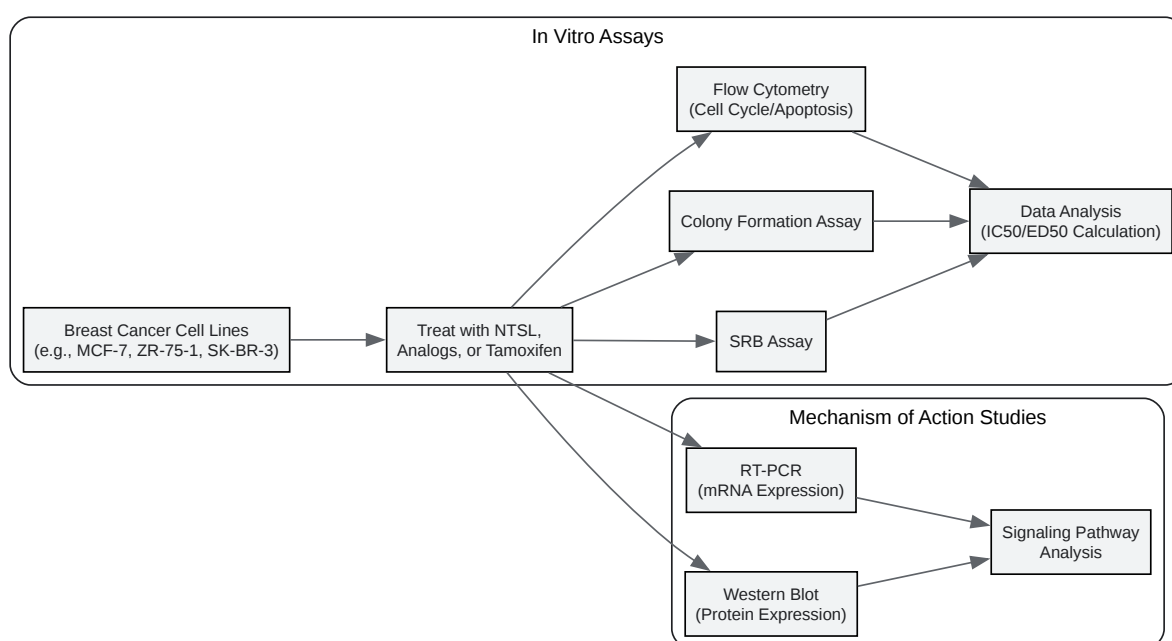 In Vitro Assays
Flow Cytometry
(Cell Cycle/Apoptosis)
Colony Formation Assay
Data Analysis
(IC50/ED50 Calculation)
Breast Cancer Cell Lines
(e.g., MCF-7, ZR-75-1, SK-BR-3)
Treat with NTSL,
Analogs, or Tamoxifen
SRB Assay
Mechanism of Action Studies
RT-PCR
(mRNA Expression)
Signaling Pathway
Analysis
Western Blot
(Protein Expression)